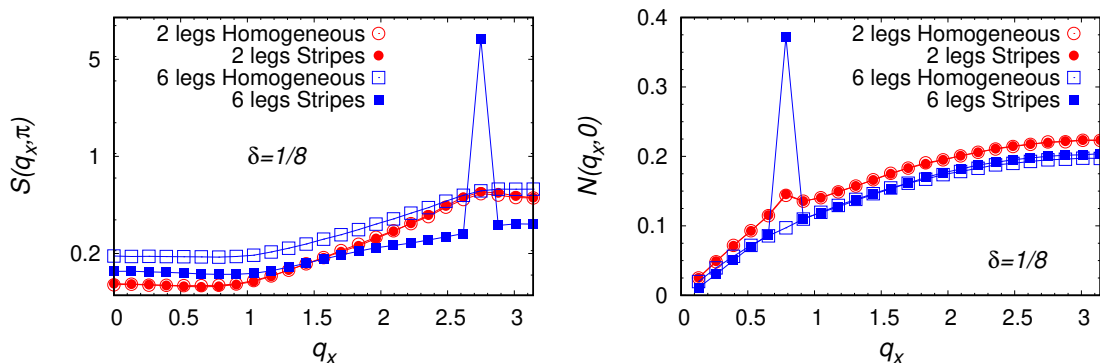 2 legs Homogeneous
2 legs Stripes
6 legs Homogeneous
6 legs Stripes
δ=1/8
S(qx,π)
5
1
0.2
0 0.5 1 1.5 2 2.5 3
qx
2 legs Homogeneous
2 legs Stripes
6 legs Homogeneous
6 legs Stripes
δ=1/8
N(qx,0)
0.4
0.3
0.2
0.1
0
0 0.5 1 1.5 2 2.5 3
qx